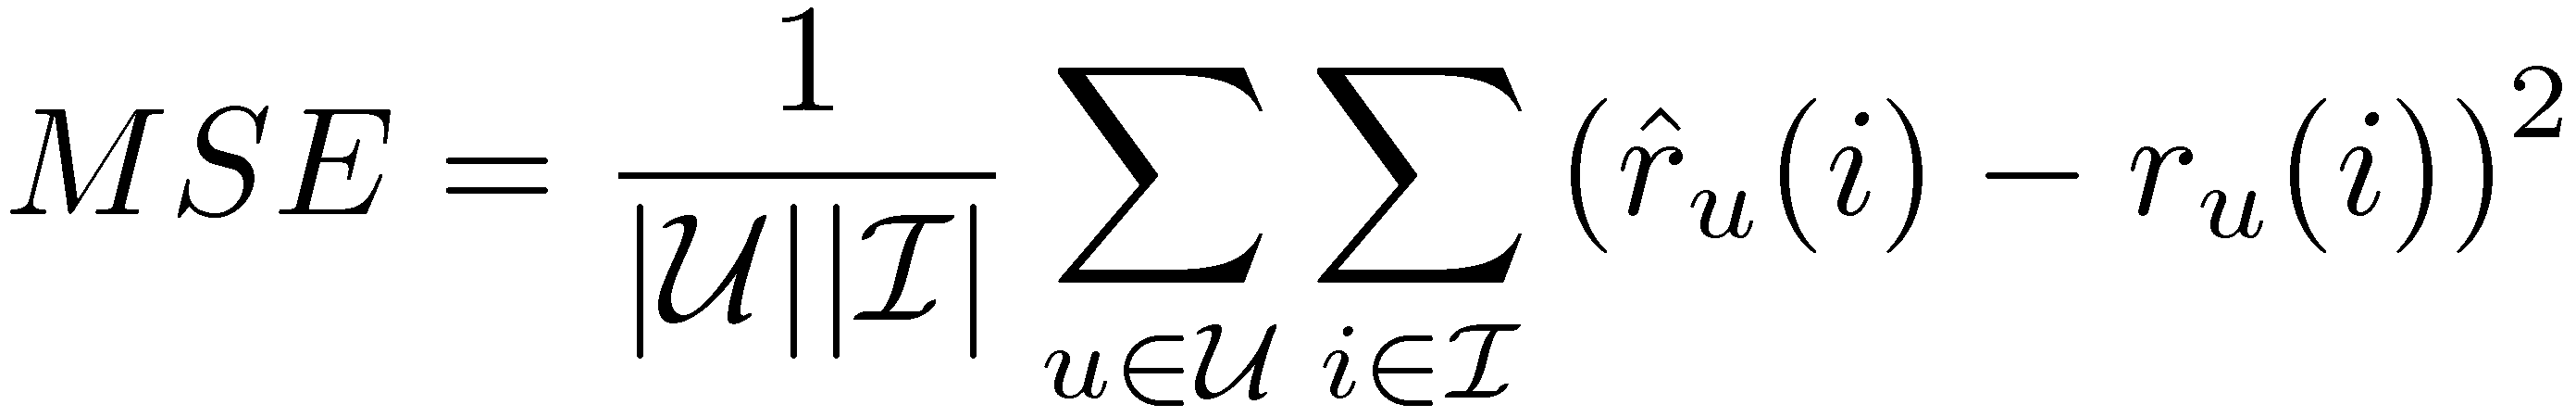 MSE = \frac{1}{|\mathcal{U}||\mathcal{I}|} \sum_{u \in \mathcal{U}} \sum_{i \in \mathcal{I}} (\hat{r}_u(i) - r_u(i))^2